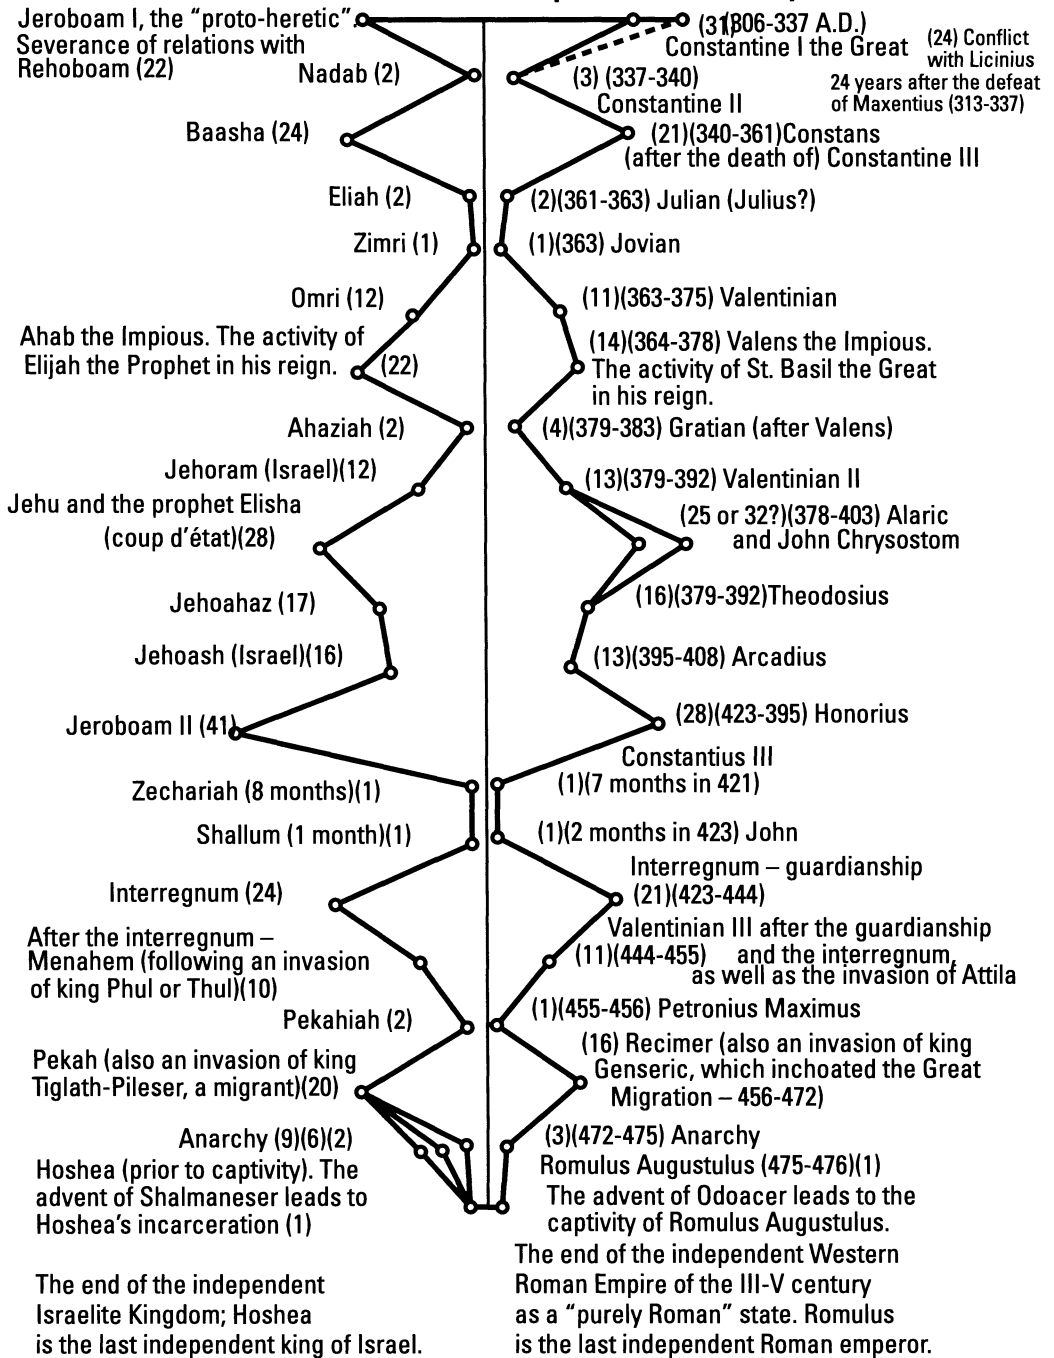 Jeroboam I, the “proto-heretic”.
Severance of relations with
Rehoboam (22)
Nadab (2)
Baasha (24)
Eliah (2)
Zimri (1)
Omri (12)
Ahab the Impious. The activity of
Elijah the Prophet in his reign. (22)
Ahaziah (2)
Jehoram (Israel)(12)
Jehu and the prophet Elisha
(coup d’état)(28)
Jehoahaz (17)
Jehoash (Israel)(16)
Jeroboam II (41)
Zechariah (8 months)(1)
Shallum (1 month)(1)
Interregnum (24)
After the interregnum –
Menahem (following an invasion
of king Phul or Thul)(10)
Pekahiah (2)
Pekah (also an invasion of king
Tiglath-Pileser, a migrant)(20)
Anarchy (9)(6)(2)
Hoshea (prior to captivity). The
advent of Shalmaneser leads to
Hoshea’s incarceration (1)
The end of the independent
Israelite Kingdom; Hoshea
is the last independent king of Israel.
(31)(306-337 A.D.)
Constantine I the Great
(24) Conflict
with Licinius
24 years after the defeat
of Maxentius (313-337)
(3) (337-340)
Constantine II
(21)(340-361)Constans
(after the death of) Constantine III
(2)(361-363) Julian (Julius?)
(1)(363) Jovian
(11)(363-375) Valentinian
(14)(364-378) Valens the Impious.
The activity of St. Basil the Great
in his reign.
(4)(379-383) Gratian (after Valens)
(13)(379-392) Valentinian II
(25 or 32?)(378-403) Alaric
and John Chrysostom
(16)(379-392)Theodosius
(13)(395-408) Arcadius
(28)(423-395) Honorius
Constantius III
(1)(7 months in 421)
(1)(2 months in 423) John
Interregnum – guardianship
(21)(423-444)
Valentinian III after the guardianship
(11)(444-455) and the interregnum,
as well as the invasion of Attila
(1)(455-456) Petronius Maximus
(16) Recimer (also an invasion of king
Genseric, which inchoated the Great
Migration – 456-472)
(3)(472-475) Anarchy
Romulus Augustulus (475-476)(1)
The advent of Odoacer leads to the
captivity of Romulus Augustulus.
The end of the independent Western
Roman Empire of the III-V century
as a “purely Roman” state. Romulus
is the last independent Roman emperor.